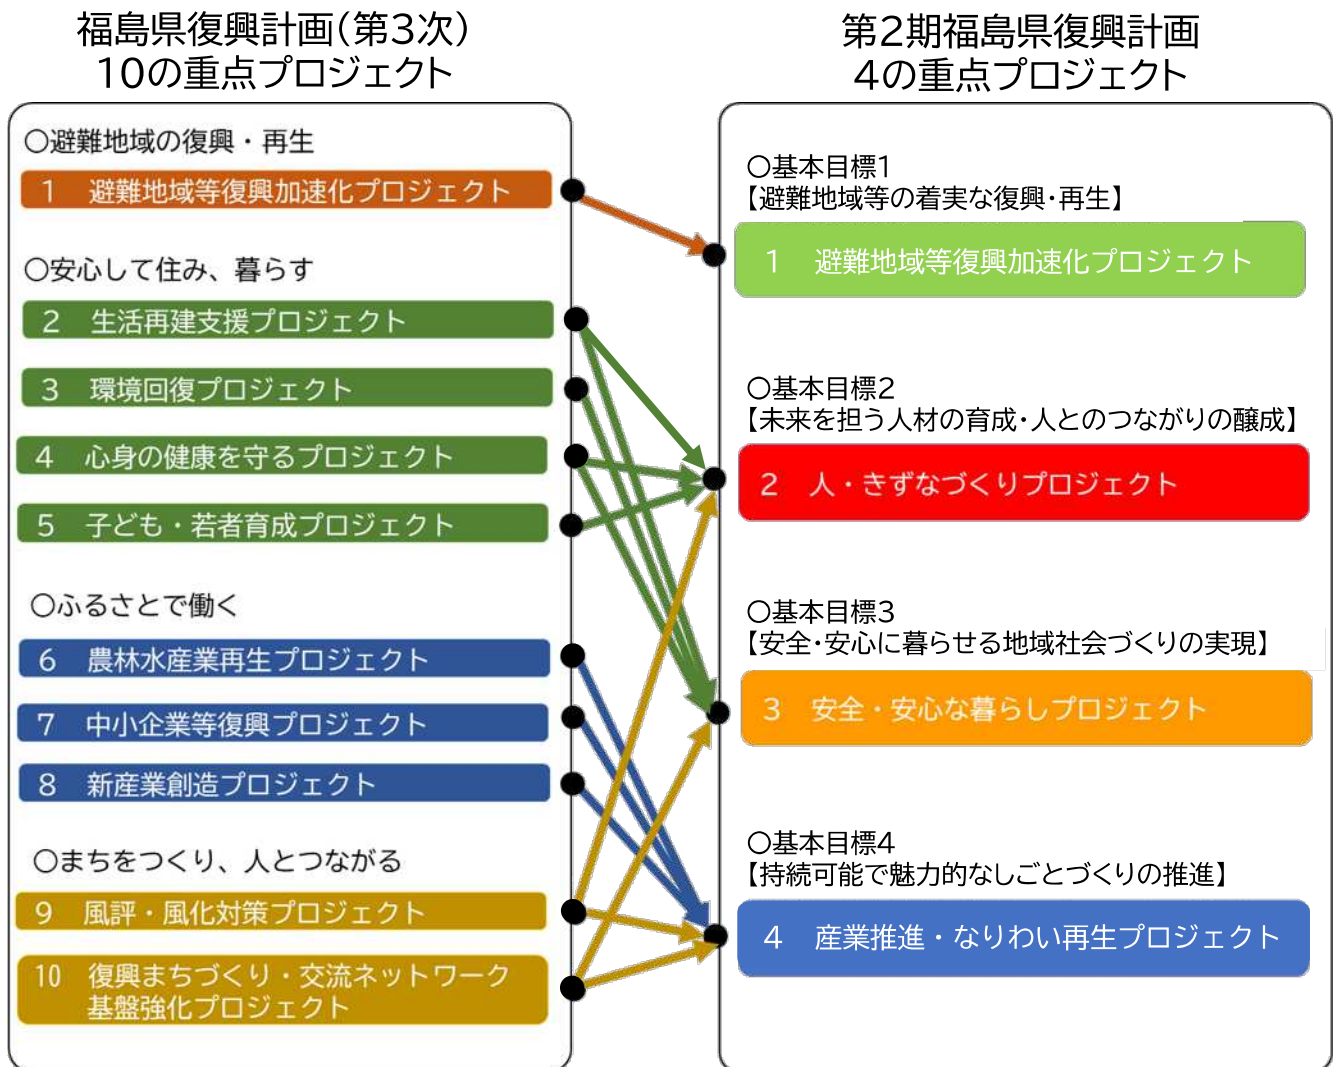 福島県復興計画(第3次)
10の重点プロジェクト
〇避難地域の復興・再生
1 避難地域等復興加速化プロジェクト
〇安心して住み、暮らす
2 生活再建支援プロジェクト
3 環境回復プロジェクト
4 心身の健康を守るプロジェクト
5 子ども・若者育成プロジェクト
〇ふるさとで働く
6 農林水産業再生プロジェクト
7 中小企業等復興プロジェクト
8 新産業創造プロジェクト
〇まちをつくり、人とつながる
9 風評・風化対策プロジェクト
10 復興まちづくり・交流ネットワーク
基盤強化プロジェクト
第2期福島県復興計画
4の重点プロジェクト
〇基本目標1
【避難地域等の着実な復興・再生】
1 避難地域等復興加速化プロジェクト
〇基本目標2
【未来を担う人材の育成・人とのつながりの醸成】
2 人・きずなづくりプロジェクト
〇基本目標3
【安全・安心に暮らせる地域社会づくりの実現】
3 安全・安心な暮らしプロジェクト
〇基本目標4
【持続可能で魅力的なしごとづくりの推進】
4 産業推進・なりわい再生プロジェクト